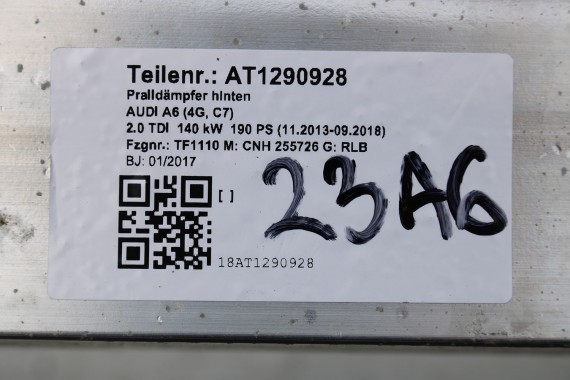 Teilenr.: AT1290928
Pralldämpfer hinten
AUDI A6 (4G, C7)
2.0 TDI 140 kW 190 PS (11.2013-09.2018)
Fzgnr.: TF1110 M: CNH 255726 G: RLB
BJ: 01/2017
[ ]
23A6
18AT1290928